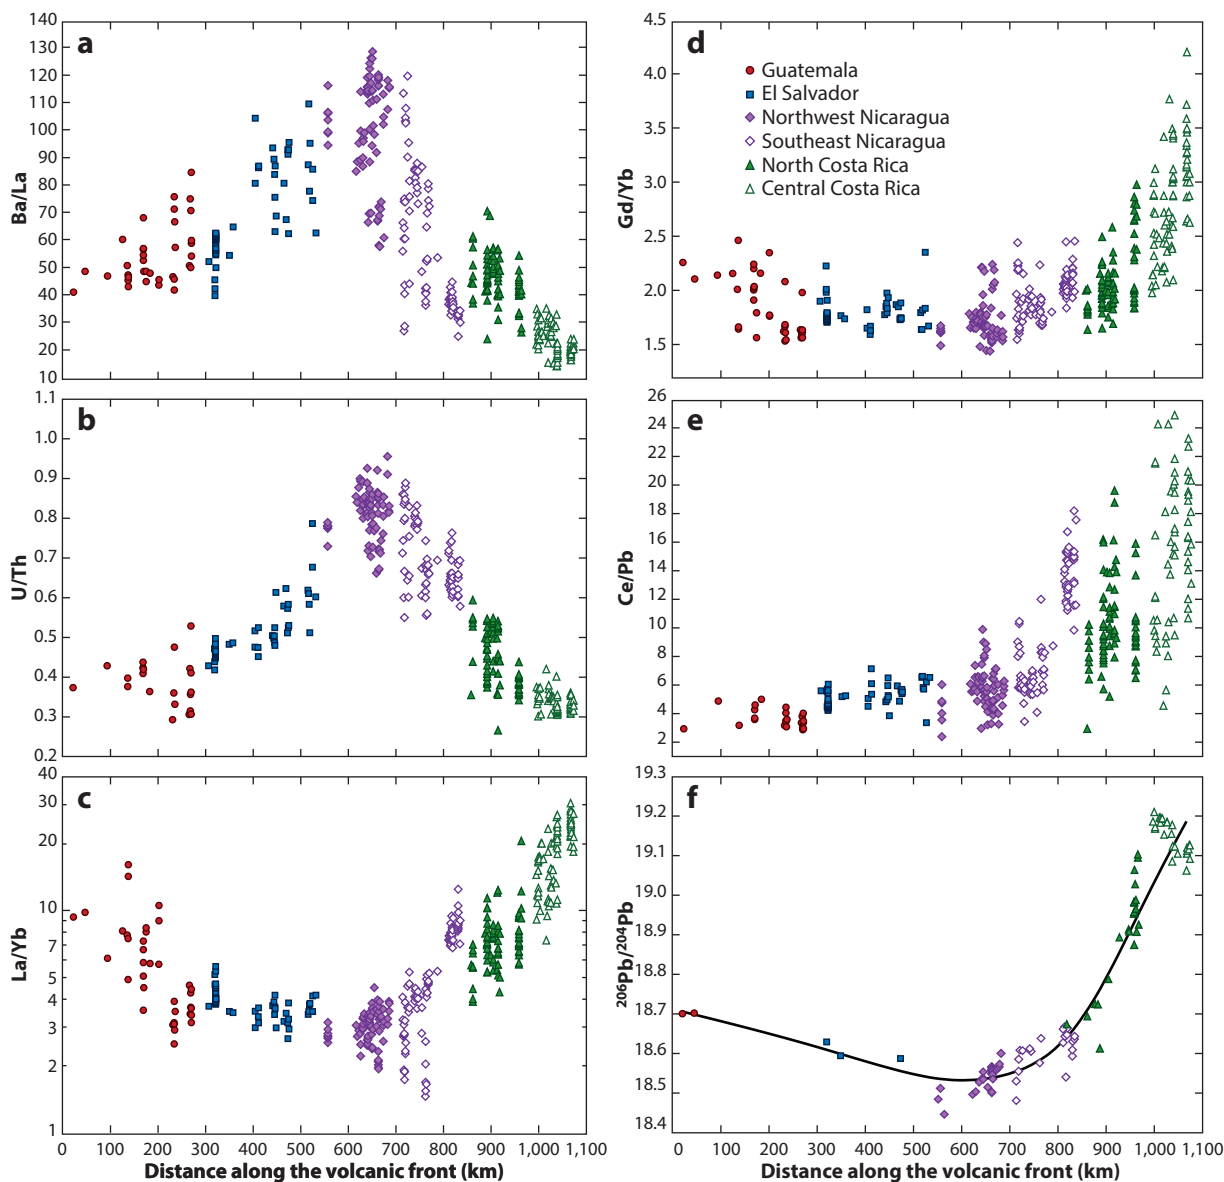 a
140
130
120
110
100
90
80
70
60
50
40
30
20
10
Ba/La
b
1.1
1.0
0.9
0.8
0.7
0.6
0.5
0.4
0.3
0.2
U/Th
c
40
30
20
10
7
5
4
3
2
1
La/Yb
0 100 200 300 400 500 600 700 800 900 1,000 1,100
Distance along the volcanic front (km)
d
4.5
4.0
3.5
3.0
2.5
2.0
1.5
Gd/Yb
Guatemala
El Salvador
Northwest Nicaragua
Southeast Nicaragua
North Costa Rica
Central Costa Rica
e
26
24
22
20
18
16
14
12
10
8
6
4
2
Ce/Pb
f
19.3
19.2
19.1
19.0
18.9
18.8
18.7
18.6
18.5
18.4
206Pb/204Pb
0 100 200 300 400 500 600 700 800 900 1,000 1,100
Distance along the volcanic front (km)